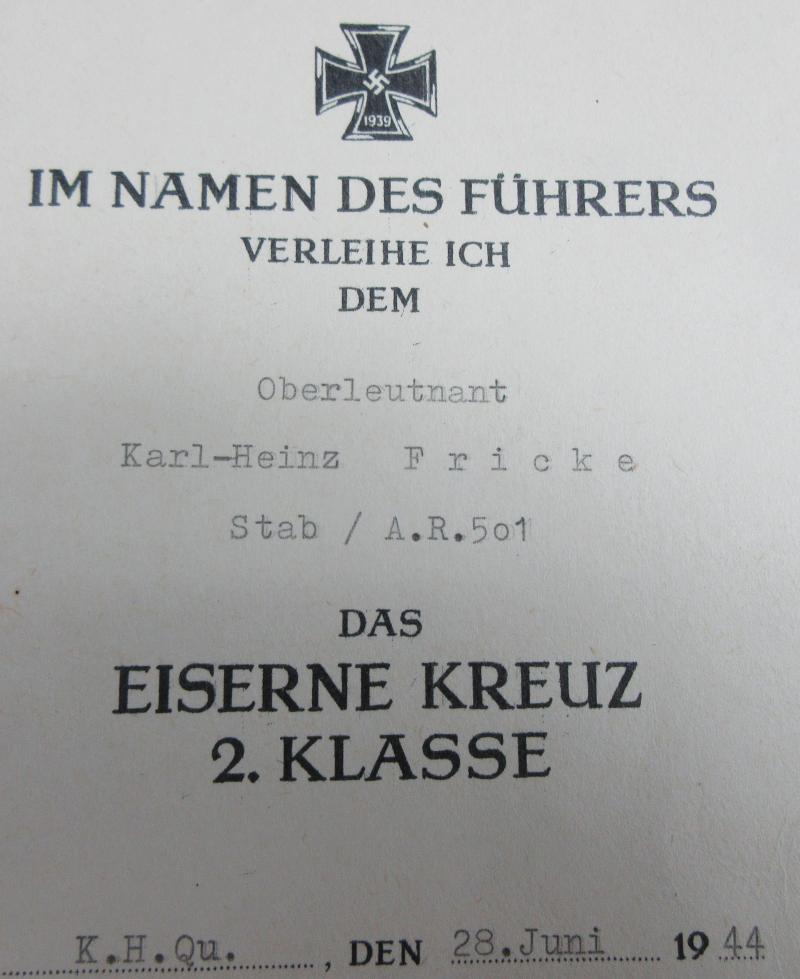 1939
IM NAMEN DES FÜHRERS
VERLEIHE ICH
DEM
Oberleutnant
Karl-Heinz F r i c k e
Stab / A.R.5o1
DAS
EISERNE KREUZ
2. KLASSE
K.H.Qu. , DEN 28.Juni 1944